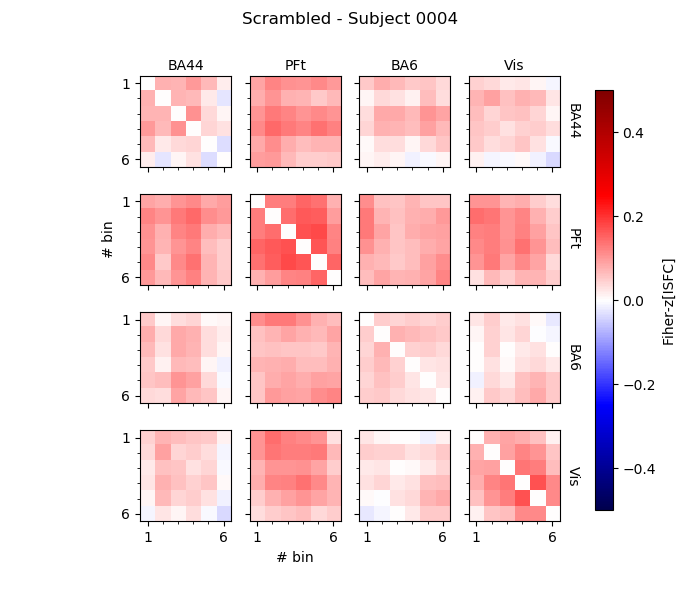 Scrambled - Subject 0004
BA44 PFt BA6 Vis
1
6
BA44
1
6
PFt
1
6
BA6
1
6
Vis
# bin
1 6 1 6 1 6 1 6
# bin
0.4
0.2
0.0
−0.2
−0.4
Fiher-z[ISFC]